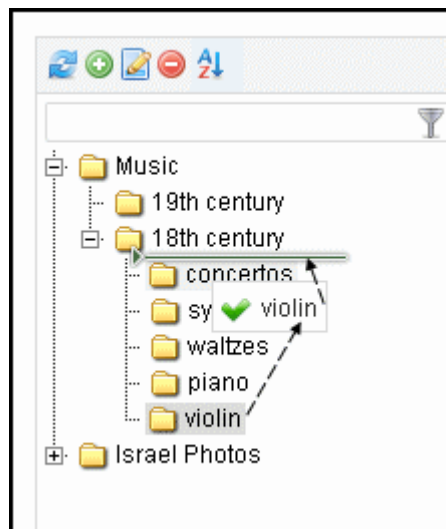 A
Z
Music
19th century
18th century
concertos
sy
violin
waltzes
piano
violin
Israel Photos